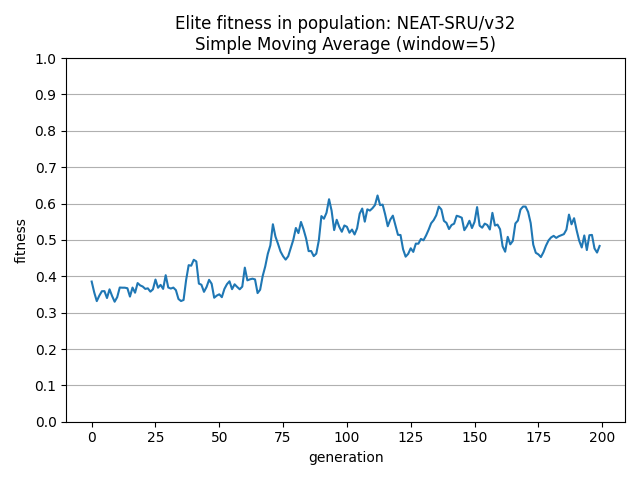 Elite fitness in population: NEAT-SRU/v32
Simple Moving Average (window=5)
1.0
0.9
0.8
0.7
0.6
0.5
0.4
0.3
0.2
0.1
0.0
fitness
0 25 50 75 100 125 150 175 200
generation